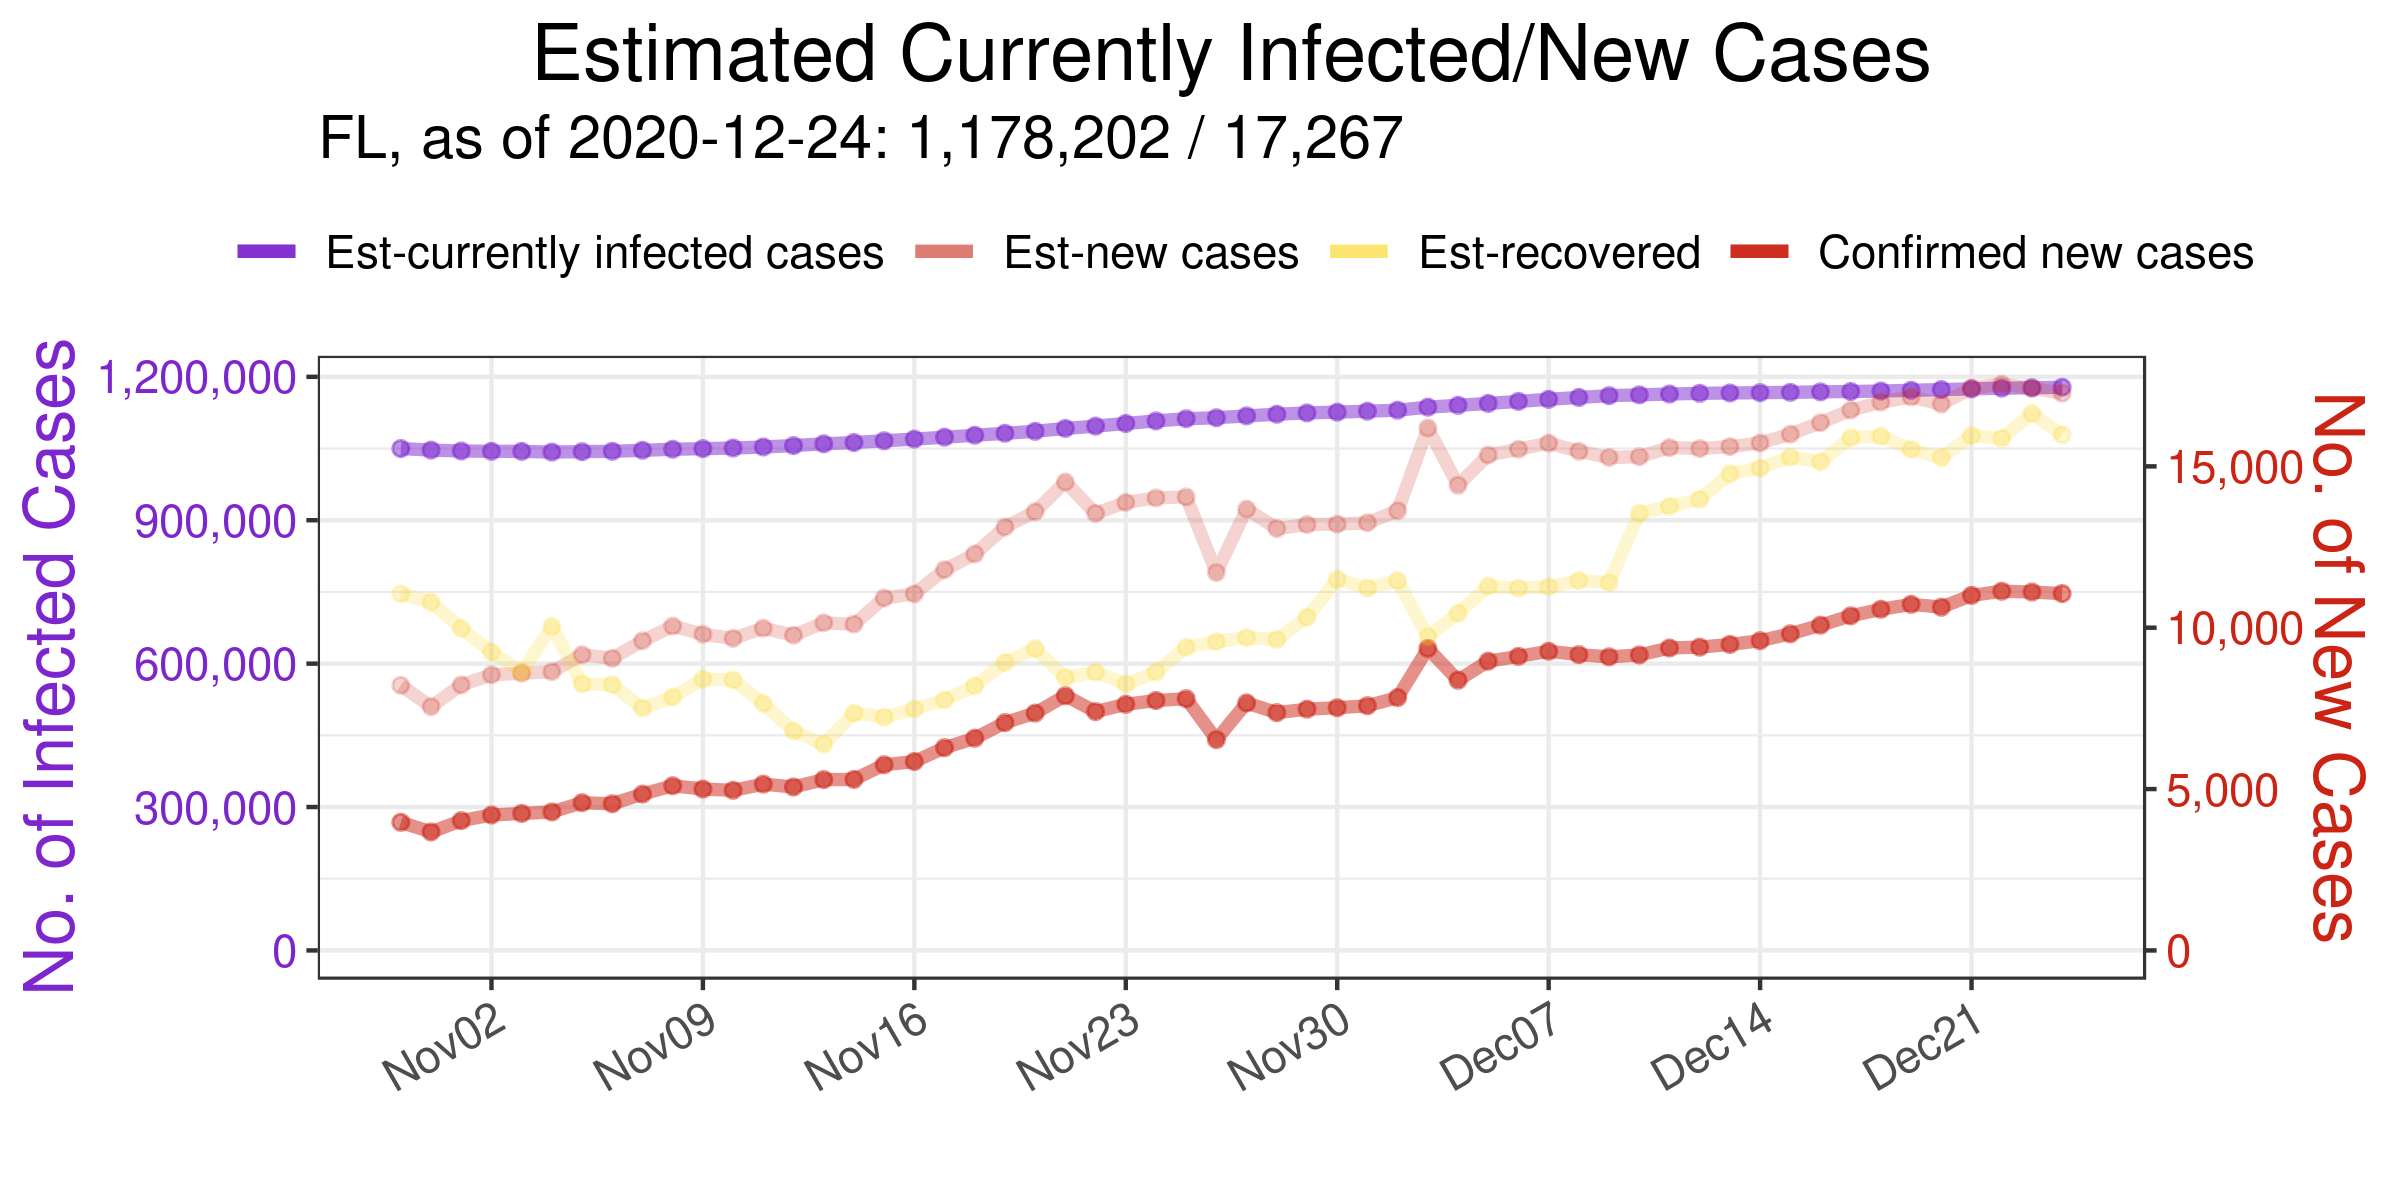 Estimated Currently Infected/New Cases
FL, as of 2020-12-24: 1,178,202 / 17,267
Est-currently infected cases Est-new cases Est-recovered Confirmed new cases
No. of Infected Cases
1,200,000
900,000
600,000
300,000
0
15,000
10,000
5,000
0
No. of New Cases
Nov02 Nov09 Nov16 Nov23 Nov30 Dec07 Dec14 Dec21